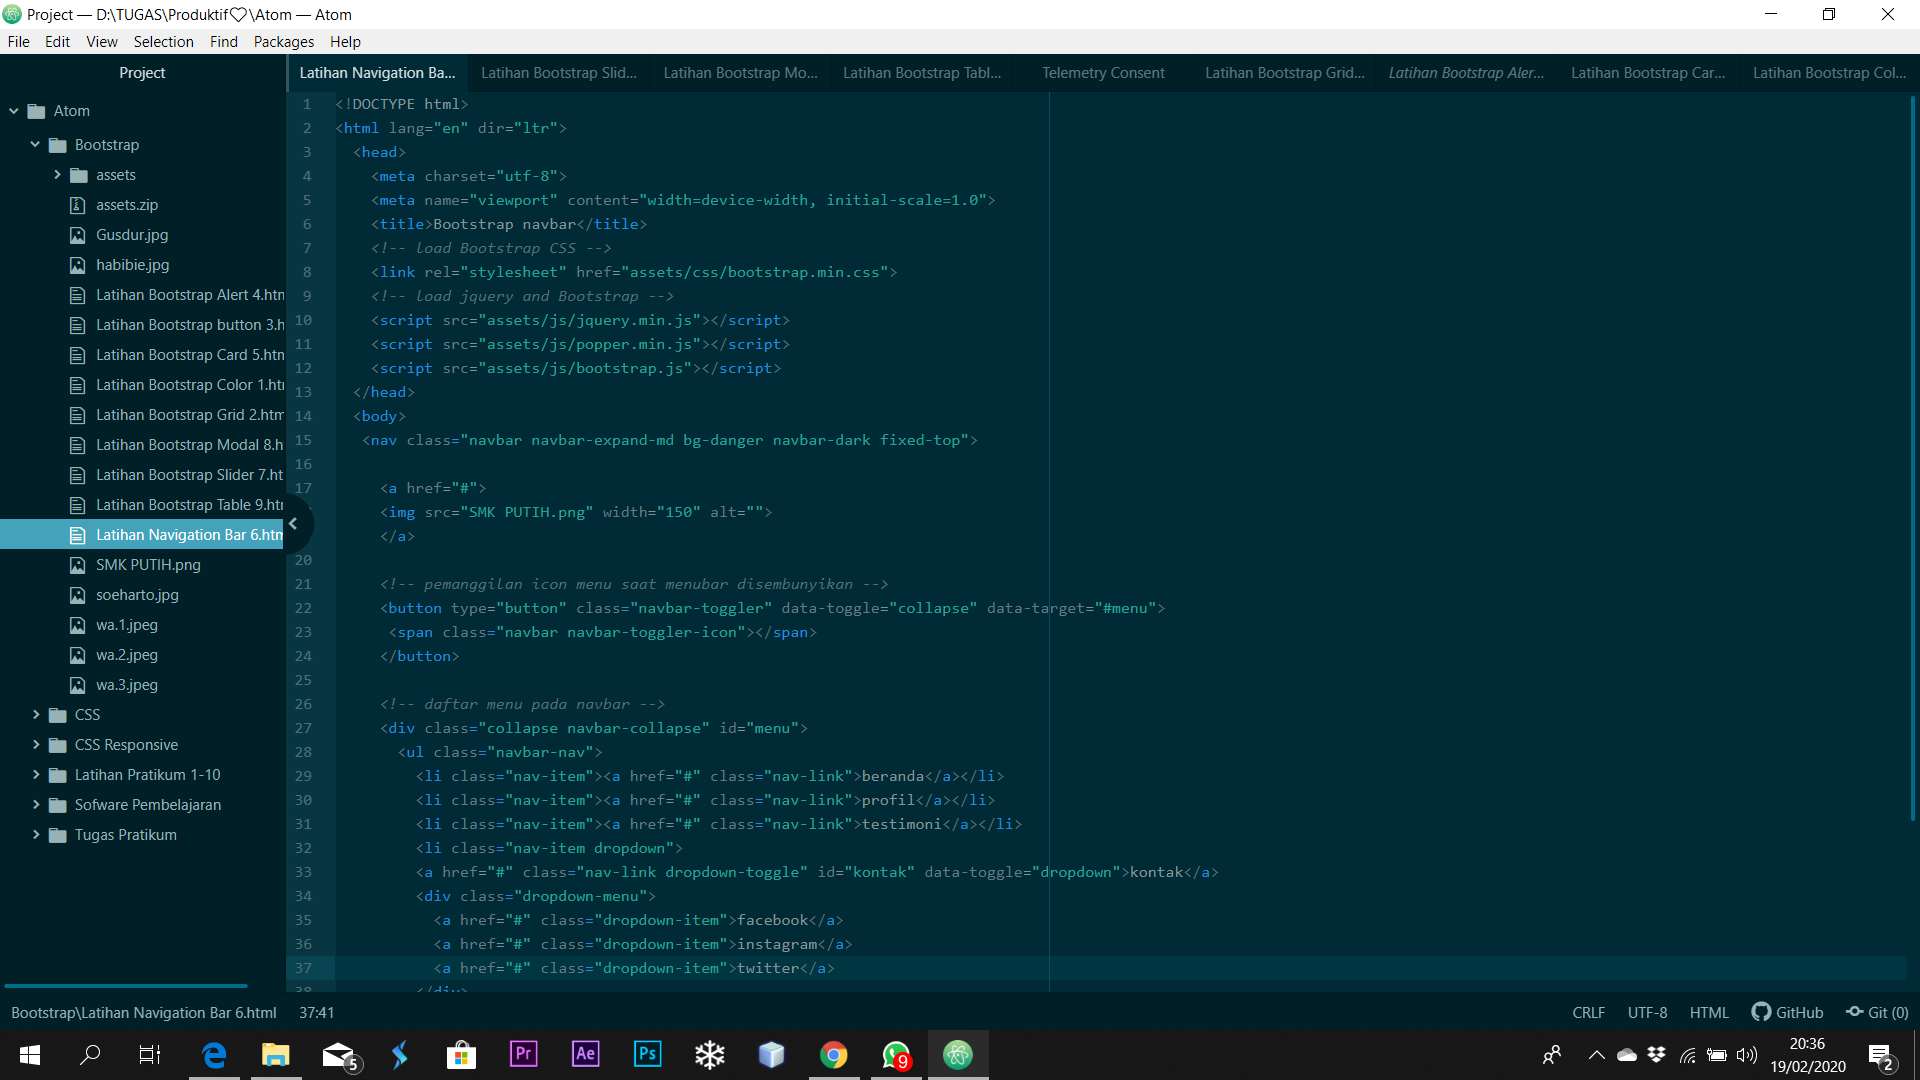 Project — D:\TUGAS\Produktif♡\Atom — Atom
File Edit View Selection Find Packages Help
Project
Latihan Navigation Ba... Latihan Bootstrap Slid... Latihan Bootstrap Mo... Latihan Bootstrap Tabl... Telemetry Consent Latihan Bootstrap Grid... Latihan Bootstrap Aler... Latihan Bootstrap Car... Latihan Bootstrap Col...
Atom
Bootstrap
assets
assets.zip
Gusdur.jpg
habibie.jpg
Latihan Bootstrap Alert 4.htm
Latihan Bootstrap button 3.h
Latihan Bootstrap Card 5.htm
Latihan Bootstrap Color 1.htm
Latihan Bootstrap Grid 2.htm
Latihan Bootstrap Modal 8.h
Latihan Bootstrap Slider 7.ht
Latihan Bootstrap Table 9.htm
Latihan Navigation Bar 6.htm
SMK PUTIH.png
soeharto.jpg
wa.1.jpeg
wa.2.jpeg
wa.3.jpeg
CSS
CSS Responsive
Latihan Pratikum 1-10
Sofware Pembelajaran
Tugas Pratikum
1 <!DOCTYPE html>
2 <html lang="en" dir="ltr">
3 <head>
4 <meta charset="utf-8">
5 <meta name="viewport" content="width=device-width, initial-scale=1.0">
6 <title>Bootstrap navbar</title>
7 <!-- load Bootstrap CSS -->
8 <link rel="stylesheet" href="assets/css/bootstrap.min.css">
9 <!-- load jquery and Bootstrap -->
10 <script src="assets/js/jquery.min.js"></script>
11 <script src="assets/js/popper.min.js"></script>
12 <script src="assets/js/bootstrap.js"></script>
13 </head>
14 <body>
15 <nav class="navbar navbar-expand-md bg-danger navbar-dark fixed-top">
16
17 <a href="#">
<img src="SMK PUTIH.png" width="150" alt="">
</a>
20
21 <!-- pemanggilan icon menu saat menubar disembunyikan -->
22 <button type="button" class="navbar-toggler" data-toggle="collapse" data-target="#menu">
23 <span class="navbar navbar-toggler-icon"></span>
24 </button>
25
26 <!-- daftar menu pada navbar -->
27 <div class="collapse navbar-collapse" id="menu">
28 <ul class="navbar-nav">
29 <li class="nav-item"><a href="#" class="nav-link">beranda</a></li>
30 <li class="nav-item"><a href="#" class="nav-link">profil</a></li>
31 <li class="nav-item"><a href="#" class="nav-link">testimoni</a></li>
32 <li class="nav-item dropdown">
33 <a href="#" class="nav-link dropdown-toggle" id="kontak" data-toggle="dropdown">kontak</a>
34 <div class="dropdown-menu">
35 <a href="#" class="dropdown-item">facebook</a>
36 <a href="#" class="dropdown-item">instagram</a>
37 <a href="#" class="dropdown-item">twitter</a>
38 </div>
Bootstrap\Latihan Navigation Bar 6.html 37:41 CRLF UTF-8 HTML GitHub Git (0)
5 Pr Ae Ps 9 20:36
19/02/2020 2